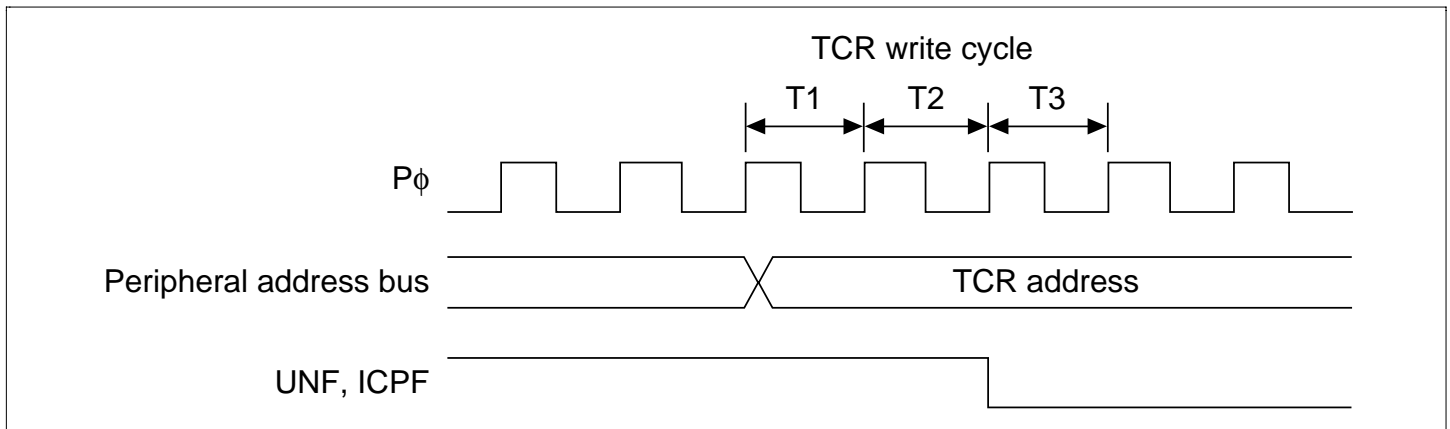 TCR write cycle
T1 T2 T3
Pϕ
Peripheral address bus TCR address
UNF, ICPF